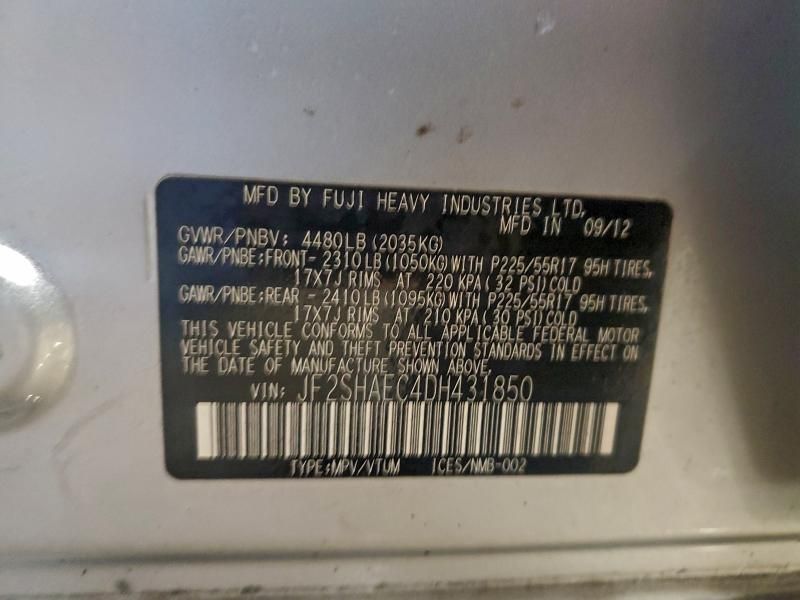 MFD BY FUJI HEAVY INDUSTRIES LTD.
MFD IN 09/12
GVWR/PNBV: 4480LB(2035KG)
GAWR/PNBE:FRONT- 2310LB(1050KG)WITH P225/55R17 95H TIRES,
17X7J RIMS AT 220 KPA(32 PSI)COLD
GAWR/PNBE:REAR - 2410LB(1095KG)WITH P225/55R17 95H TIRES,
17X7J RIMS AT 210 KPA(30 PSI)COLD
THIS VEHICLE CONFORMS TO ALL APPLICABLE FEDERAL MOTOR
VEHICLE SAFETY AND THEFT PREVENTION STANDARDS IN EFFECT ON
THE DATE OF MANUFACTURE SHOWN ABOVE.
VIN: JF2SHAEC4DH431850
TYPE:MPV/VTUM ICES/NMB-002